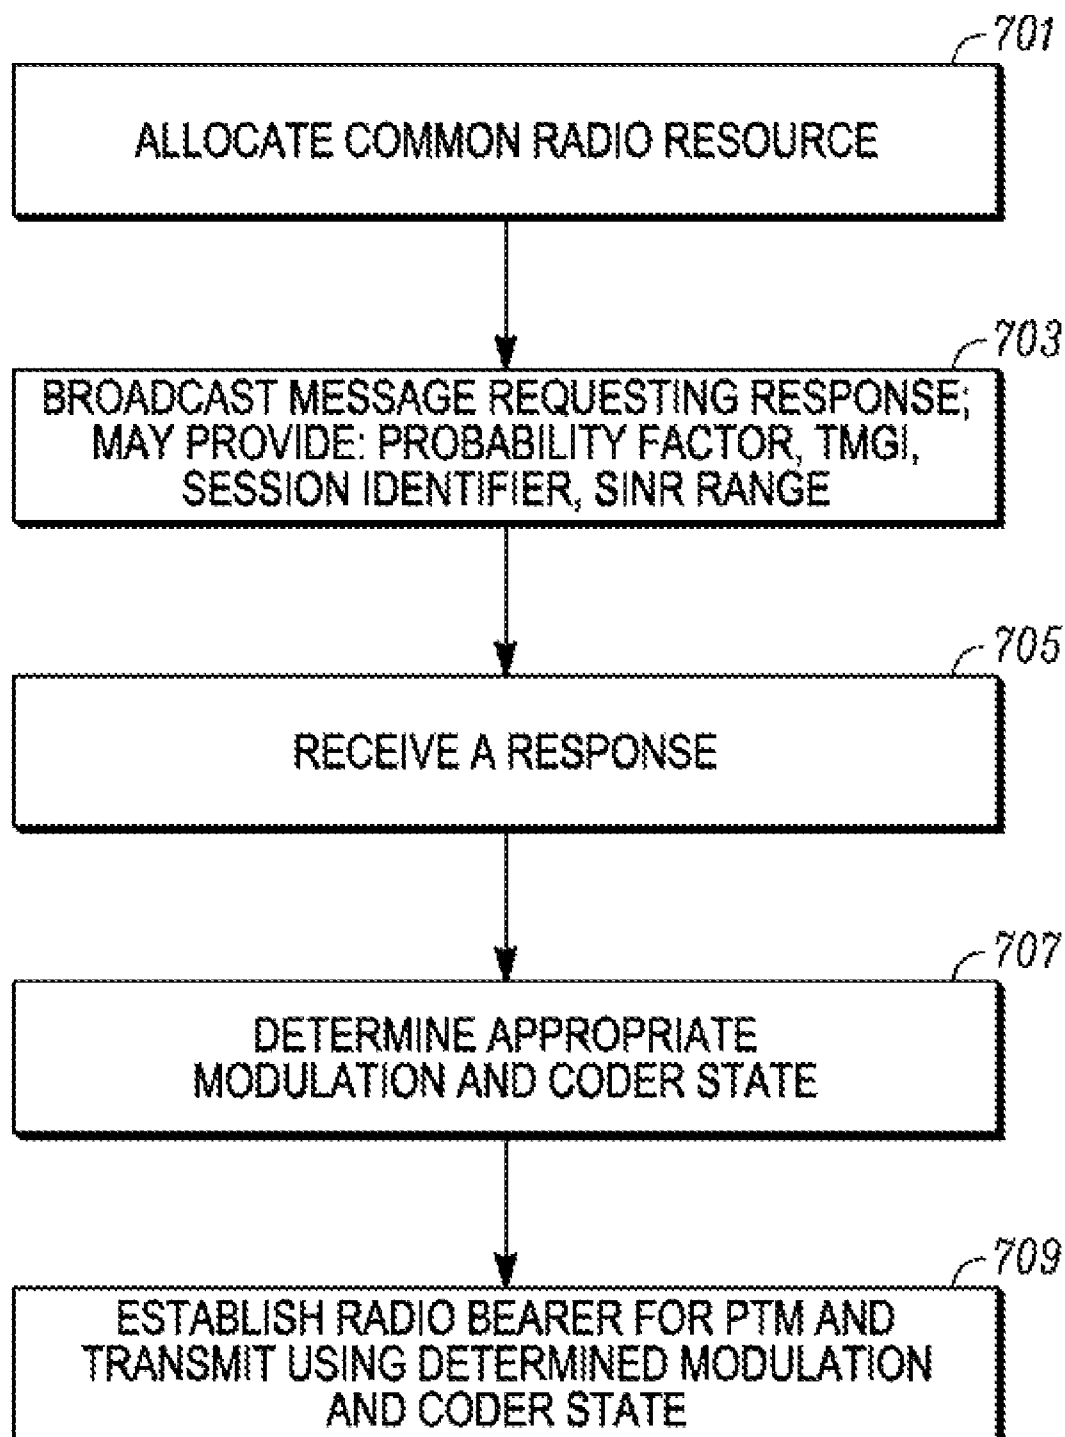 701
ALLOCATE COMMON RADIO RESOURCE
703
BROADCAST MESSAGE REQUESTING RESPONSE;
MAY PROVIDE: PROBABILITY FACTOR, TMGI,
SESSION IDENTIFIER, SINR RANGE
705
RECEIVE A RESPONSE
707
DETERMINE APPROPRIATE
MODULATION AND CODER STATE
709
ESTABLISH RADIO BEARER FOR PTM AND
TRANSMIT USING DETERMINED MODULATION
AND CODER STATE